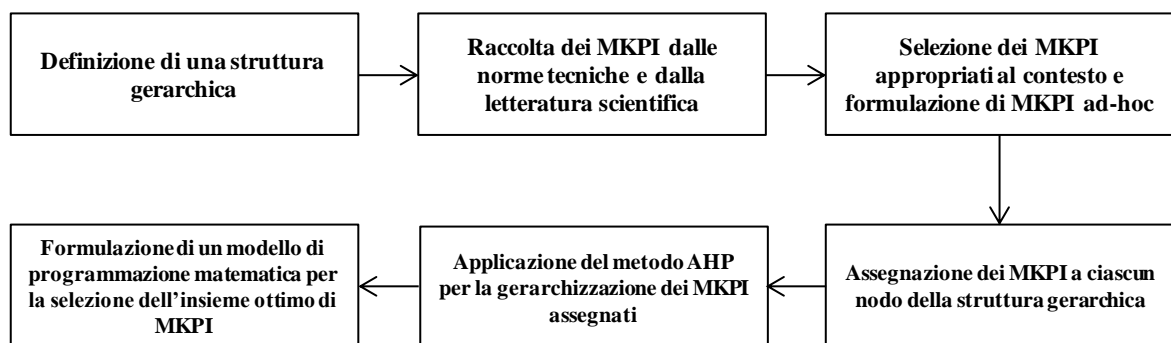 Definizione di una struttura
gerarchica
Raccolta dei MKPI dalle
norme tecniche e dalla
letteratura scientifica
Selezione dei MKPI
appropriati al contesto e
formulazione di MKPI ad-hoc
Assegnazione dei MKPI a ciascun
nodo della struttura gerarchica
Applicazione del metodo AHP
per la gerarchizzazione dei MKPI
assegnati
Formulazione di un modello di
programmazione matematica per
la selezione dell’insieme ottimo di
MKPI